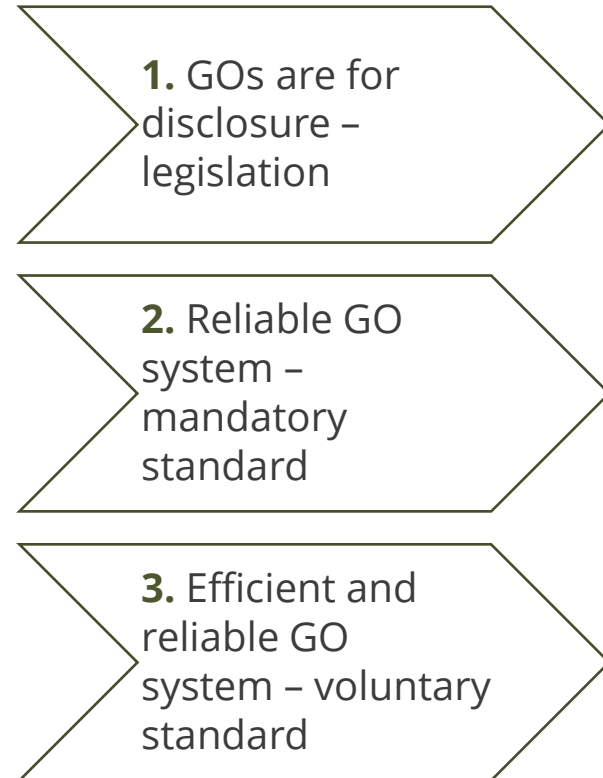 1. GOs are for
disclosure –
legislation
2. Reliable GO
system –
mandatory
standard
3. Efficient and
reliable GO
system – voluntary
standard